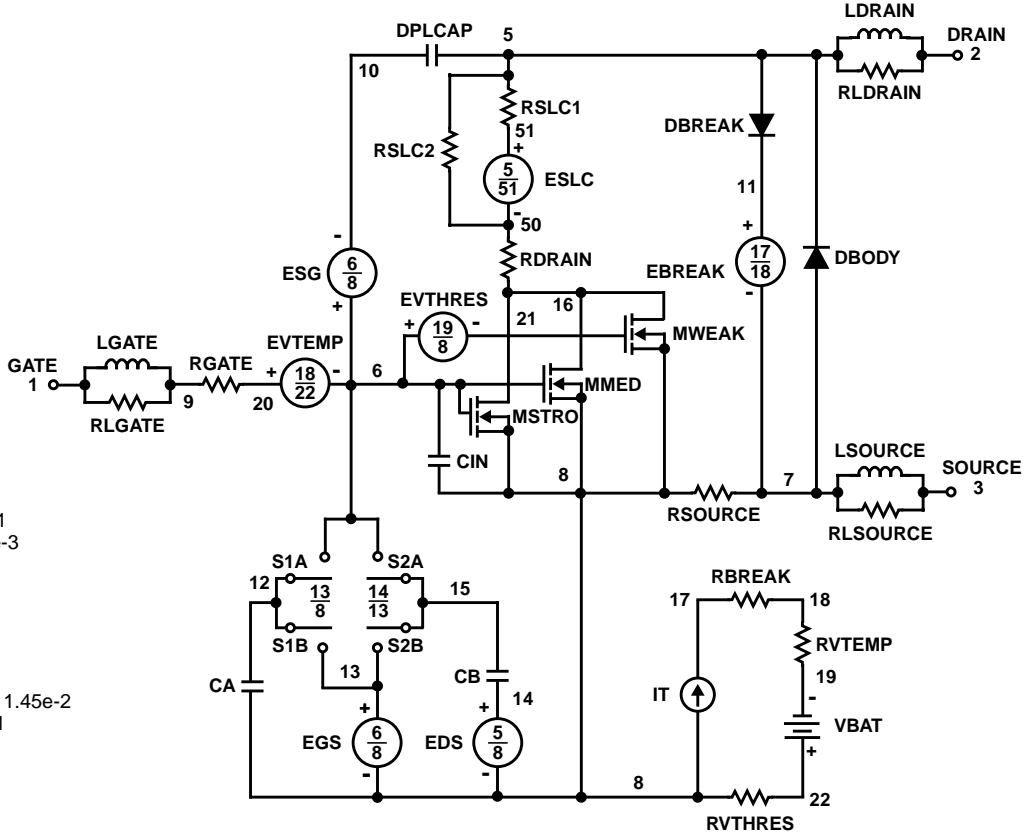 LDRAIN
DPLCAP 5 DRAIN
2
10
RLDRAIN
RSLC1
51
DBREAK
+
RSLC2
5
51
ESLC
11
-
50
+
-
17
18
EBREAK
DBODY
RDRAIN
6
8
ESG
-
EVTHRES
16
21
+
+ 19
8
-
MWEAK
LGATE
EVTEMP
GATE
1
RGATE
+ 18
22
-
6
MMED
9
20
MSTRO
RLGATE
LSOURCE
CIN
8
7
SOURCE
3
RSOURCE
RLSOURCE
1
e-3
S1A
S2A
12
13
8
14
13
15
RBREAK
17
18
S1B
S2B
RVTEMP
13
CB
19
CA
14
IT
-
1.45e-2
VBAT
+
+
EGS
6
8
EDS
5
8
+
-
-
8
22
RVTHRES